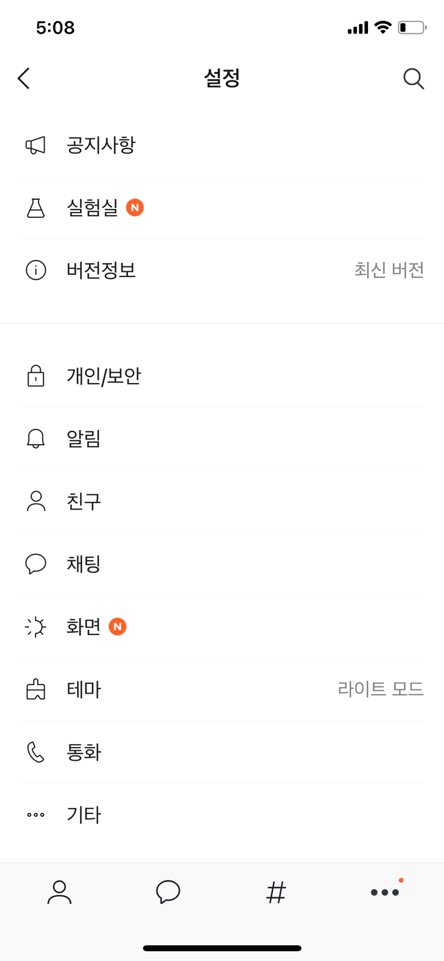 5:08
설정
공지사항
실험실 N
버전정보 최신 버전
개인/보안
알림
친구
채팅
화면 N
테마 라이트 모드
통화
기타
#